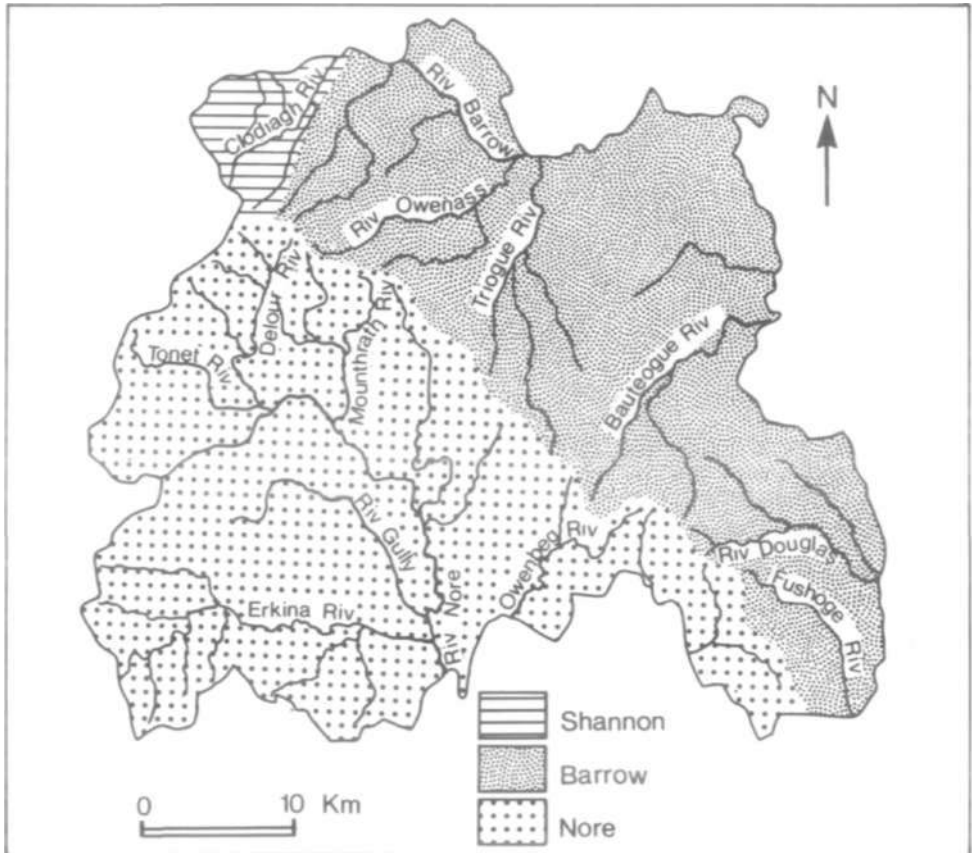 Clodiagh Riv
Riv Barrow
N
Riv Owenass
Triogue Riv
Delour Riv
Mounthrath Riv
Tonet Riv
Bauteogue Riv
Riv Gully
Riv Nore
Owenbeg Riv
Riv Douglas
Fushoge Riv
Erkina Riv
Shannon
Barrow
Nore
0 10 Km